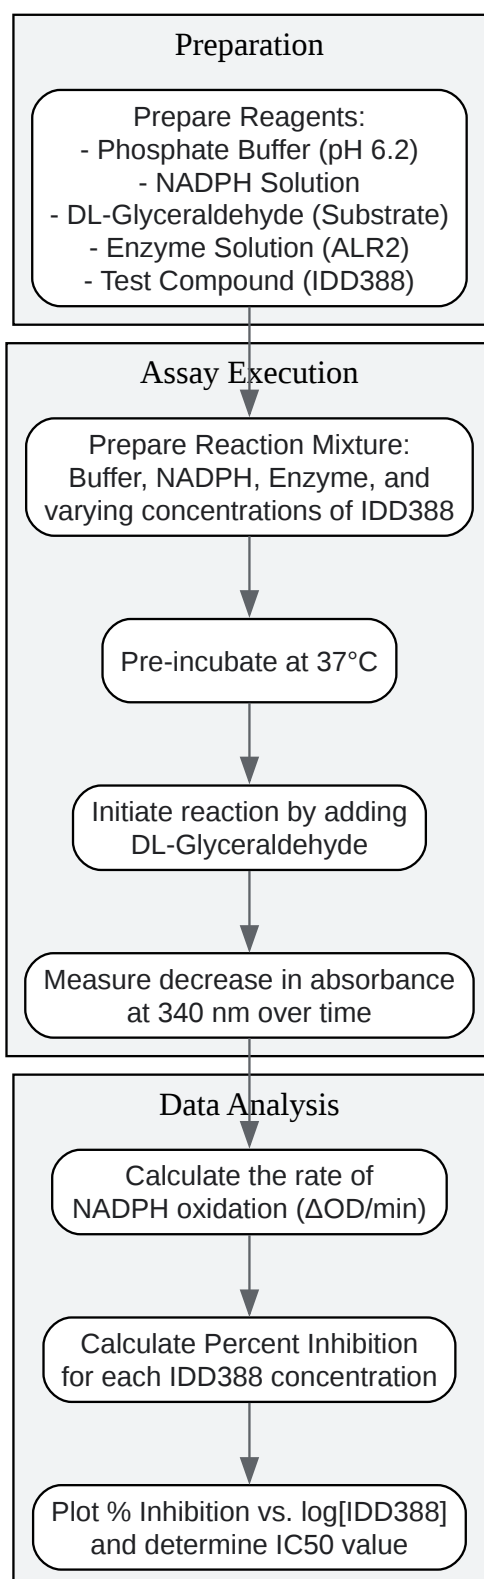 Preparation
Prepare Reagents:
- Phosphate Buffer (pH 6.2)
- NADPH Solution
- DL-Glyceraldehyde (Substrate)
- Enzyme Solution (ALR2)
- Test Compound (IDD388)
Assay Execution
Prepare Reaction Mixture:
Buffer, NADPH, Enzyme, and
varying concentrations of IDD388
Pre-incubate at 37°C
Initiate reaction by adding
DL-Glyceraldehyde
Measure decrease in absorbance
at 340 nm over time
Data Analysis
Calculate the rate of
NADPH oxidation (ΔOD/min)
Calculate Percent Inhibition
for each IDD388 concentration
Plot % Inhibition vs. log[IDD388]
and determine IC50 value